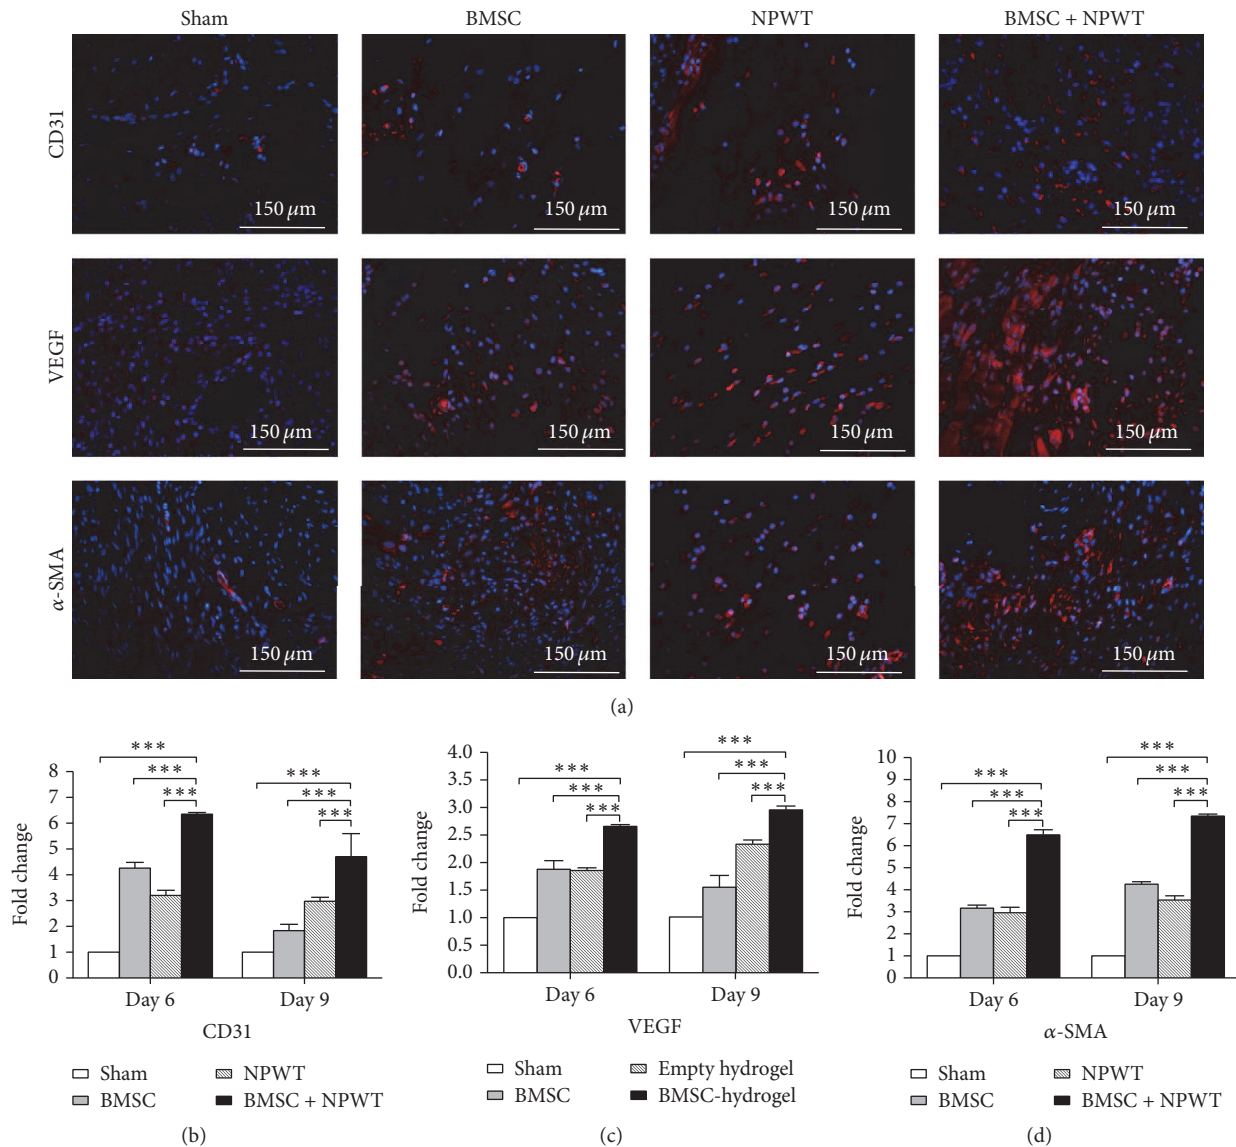 Sham BMSC NPWT BMSC + NPWT
CD31
150 μm 150 μm 150 μm 150 μm
VEGF
150 μm 150 μm 150 μm 150 μm
α-SMA
150 μm 150 μm 150 μm 150 μm
(a)
Fold change
8
7
6
5
4
3
2
1
0
***
***
***
***
***
***
Day 6 Day 9
CD31
Sham NPWT
BMSC BMSC + NPWT
(b)
Fold change
4.0
3.5
3.0
2.5
2.0
1.5
1.0
0.5
0.0
***
***
***
***
***
***
Day 6 Day 9
VEGF
Sham Empty hydrogel
BMSC BMSC-hydrogel
(c)
Fold change
10
9
8
7
6
5
4
3
2
1
0
***
***
***
***
***
***
Day 6 Day 9
α-SMA
Sham NPWT
BMSC BMSC + NPWT
(d)